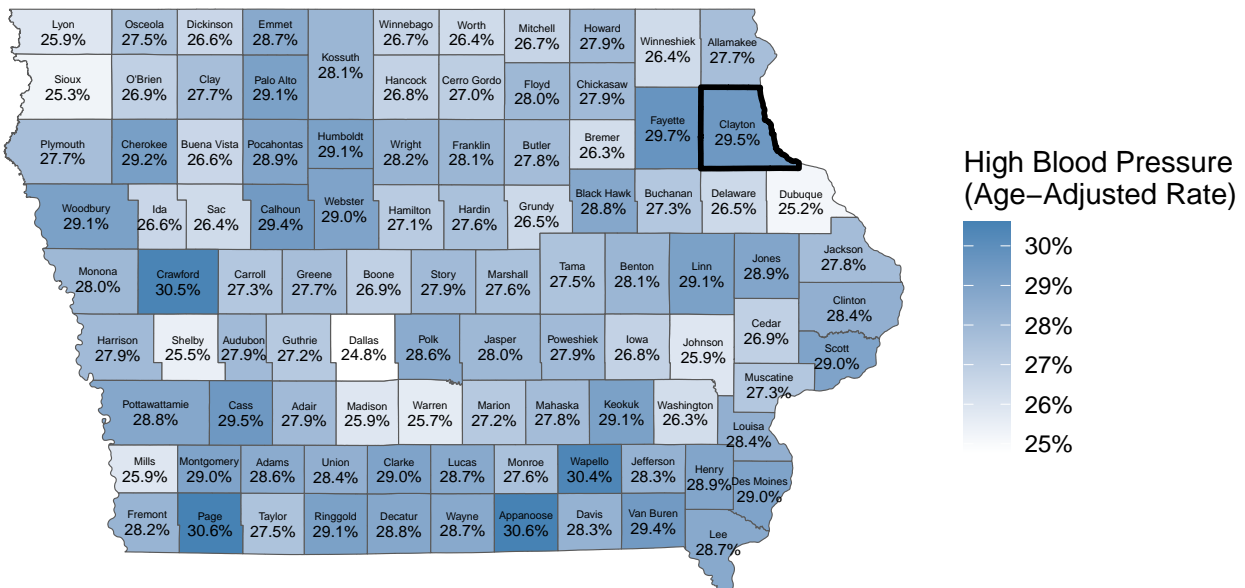 Lyon
25.9%
Osceola
27.5%
Dickinson
26.6%
Emmet
28.7%
Kossuth
28.1%
Winnebago
26.7%
Worth
26.4%
Mitchell
26.7%
Howard
27.9%
Winneshiek
26.4%
Allamakee
27.7%
Sioux
25.3%
O'Brien
26.9%
Clay
27.7%
Palo Alto
29.1%
Hancock
26.8%
Cerro Gordo
27.0%
Floyd
28.0%
Chickasaw
27.9%
Fayette
29.7%
Clayton
29.5%
Plymouth
27.7%
Cherokee
29.2%
Buena Vista
26.6%
Pocahontas
28.9%
Humboldt
29.1%
Wright
28.2%
Franklin
28.1%
Butler
27.8%
Bremer
26.3%
Woodbury
29.1%
Ida
26.6%
Sac
26.4%
Calhoun
29.4%
Webster
29.0%
Hamilton
27.1%
Hardin
27.6%
Grundy
26.5%
Black Hawk
28.8%
Buchanan
27.3%
Delaware
26.5%
Dubuque
25.2%
Monona
28.0%
Crawford
30.5%
Carroll
27.3%
Greene
27.7%
Boone
26.9%
Story
27.9%
Marshall
27.6%
Tama
27.5%
Benton
28.1%
Linn
29.1%
Jones
28.9%
Jackson
27.8%
Clinton
28.4%
Harrison
27.9%
Shelby
25.5%
Audubon
27.9%
Guthrie
27.2%
Dallas
24.8%
Polk
28.6%
Jasper
28.0%
Poweshiek
27.9%
Iowa
26.8%
Johnson
25.9%
Cedar
26.9%
Scott
29.0%
Muscatine
27.3%
Pottawattamie
28.8%
Cass
29.5%
Adair
27.9%
Madison
25.9%
Warren
25.7%
Marion
27.2%
Mahaska
27.8%
Keokuk
29.1%
Washington
26.3%
Louisa
28.4%
Mills
25.9%
Montgomery
29.0%
Adams
28.6%
Union
28.4%
Clarke
29.0%
Lucas
28.7%
Monroe
27.6%
Wapello
30.4%
Jefferson
28.3%
Henry
28.9%
Des Moines
29.0%
Fremont
28.2%
Page
30.6%
Taylor
27.5%
Ringgold
29.1%
Decatur
28.8%
Wayne
28.7%
Appanoose
30.6%
Davis
28.3%
Van Buren
29.4%
Lee
28.7%
High Blood Pressure
(Age−Adjusted Rate)
30%
29%
28%
27%
26%
25%